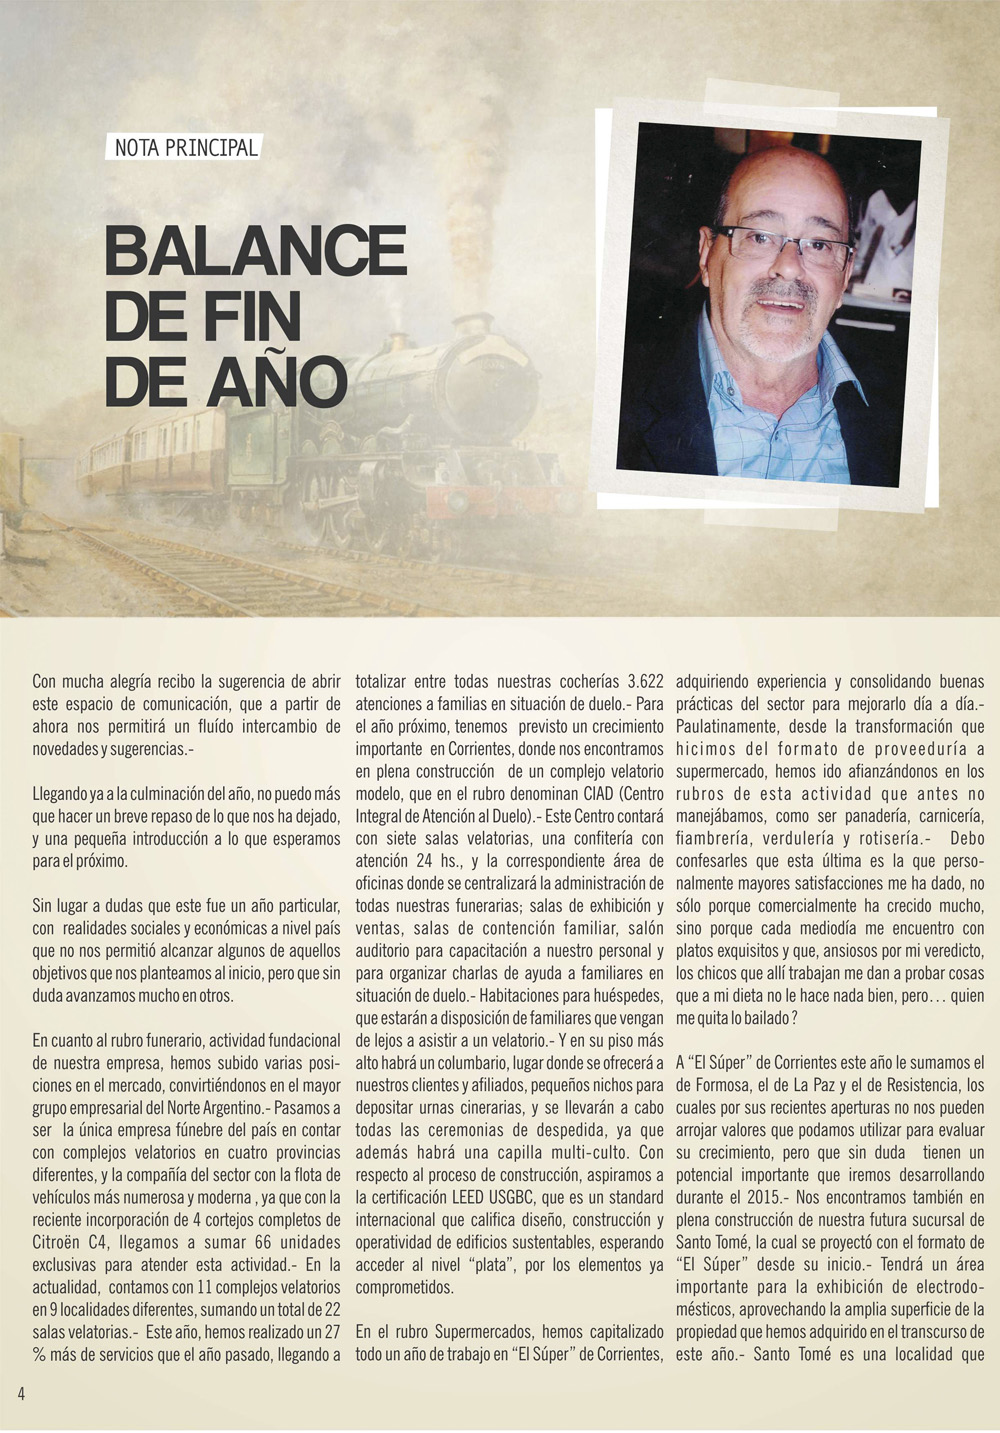 NOTA PRINCIPAL
BALANCE
DE FIN
DE AÑO
Con mucha alegría recibo la sugerencia de abrir
este espacio de comunicación, que a partir de
ahora nos permitirá un fluído intercambio de
novedades y sugerencias.-
Llegando ya a la culminación del año, no puedo más
que hacer un breve repaso de lo que nos ha dejado,
y una pequeña introducción a lo que esperamos
para el próximo.
Sin lugar a dudas que este fue un año particular,
con realidades sociales y económicas a nivel país
que no nos permitió alcanzar algunos de aquellos
objetivos que nos planteamos al inicio, pero que sin
duda avanzamos mucho en otros.
En cuanto al rubro funerario, actividad fundacional
de nuestra empresa, hemos subido varias posi-
ciones en el mercado, convirtiéndonos en el mayor
grupo empresarial del Norte Argentino.- Pasamos a
ser la única empresa fúnebre del país en contar
con complejos velatorios en cuatro provincias
diferentes, y la compañía del sector con la flota de
vehículos más numerosa y moderna , ya que con la
reciente incorporación de 4 cortejos completos de
Citroën C4, llegamos a sumar 66 unidades
exclusivas para atender esta actividad.- En la
actualidad, contamos con 11 complejos velatorios
en 9 localidades diferentes, sumando un total de 22
salas velatorias.- Este año, hemos realizado un 27
% más de servicios que el año pasado, llegando a
totalizar entre todas nuestras cocherías 3.622
atenciones a familias en situación de duelo.- Para
el año próximo, tenemos previsto un crecimiento
importante en Corrientes, donde nos encontramos
en plena construcción de un complejo velatorio
modelo, que en el rubro denominan CIAD (Centro
Integral de Atención al Duelo).- Este Centro contará
con siete salas velatorias, una confitería con
atención 24 hs., y la correspondiente área de
oficinas donde se centralizará la administración de
todas nuestras funerarias; salas de exhibición y
ventas, salas de contención familiar, salón
auditorio para capacitación a nuestro personal y
para organizar charlas de ayuda a familiares en
situación de duelo.- Habitaciones para huéspedes,
que estarán a disposición de familiares que vengan
de lejos a asistir a un velatorio.- Y en su piso más
alto habrá un columbario, lugar donde se ofrecerá a
nuestros clientes y afiliados, pequeños nichos para
depositar urnas cinerarias, y se llevarán a cabo
todas las ceremonias de despedida, ya que
además habrá una capilla multi-culto. Con
respecto al proceso de construcción, aspiramos a
la certificación LEED USGBC, que es un standard
internacional que califica diseño, construcción y
operatividad de edificios sustentables, esperando
acceder al nivel “plata”, por los elementos ya
comprometidos.
En el rubro Supermercados, hemos capitalizado
todo un año de trabajo en “El Súper” de Corrientes,
adquiriendo experiencia y consolidando buenas
prácticas del sector para mejorarlo día a día.-
Paulatinamente, desde la transformación que
hicimos del formato de proveeduría a
supermercado, hemos ido afianzándonos en los
rubros de esta actividad que antes no
manejábamos, como ser panadería, carnicería,
fiambrería, verdulería y rotisería.- Debo
confesarles que esta última es la que perso-
nalmente mayores satisfacciones me ha dado, no
sólo porque comercialmente ha crecido mucho,
sino porque cada mediodía me encuentro con
platos exquisitos y que, ansiosos por mi veredicto,
los chicos que allí trabajan me dan a probar cosas
que a mi dieta no le hace nada bien, pero… quien
me quita lo bailado?
A “El Súper” de Corrientes este año le sumamos el
de Formosa, el de La Paz y el de Resistencia, los
cuales por sus recientes aperturas no nos pueden
arrojar valores que podamos utilizar para evaluar
su crecimiento, pero que sin duda tienen un
potencial importante que iremos desarrollando
durante el 2015.- Nos encontramos también en
plena construcción de nuestra futura sucursal de
Santo Tomé, la cual se proyectó con el formato de
“El Súper” desde su inicio.- Tendrá un área
importante para la exhibición de electrodo-
mésticos, aprovechando la amplia superficie de la
propiedad que hemos adquirido en el transcurso de
este año.- Santo Tomé es una localidad que
4